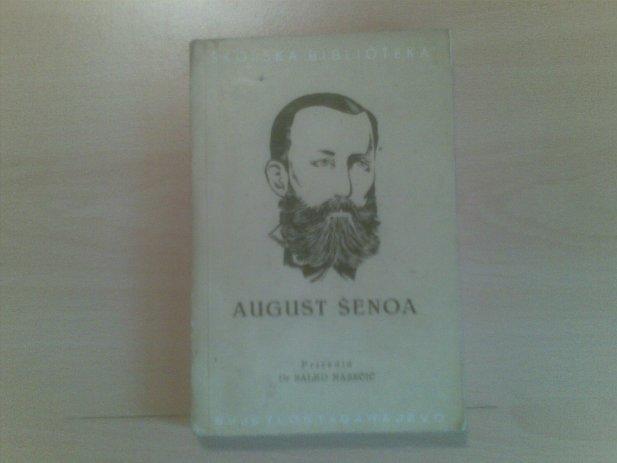 ŠKOLSKA BIBLIOTEKA
AUGUST ŠENOA
Priredio
Dr SALKO NAZEČIĆ
SVJETLOST SARAJEVO